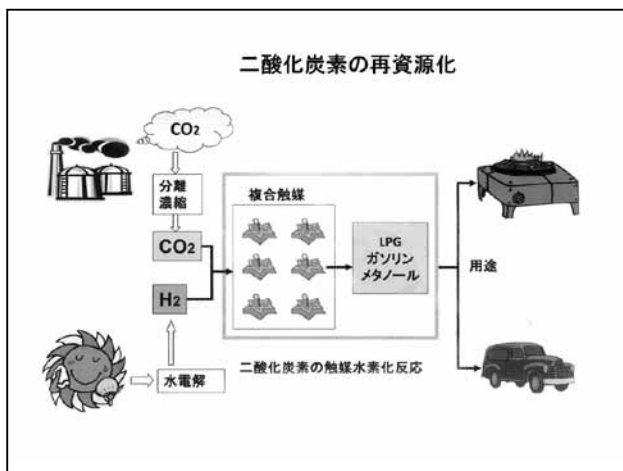 二酸化炭素の再資源化
CO2
分離
濃縮
CO2
H2
水電解
複合触媒
LPG
ガソリン
メタノール
二酸化炭素の触媒水素化反応
用途